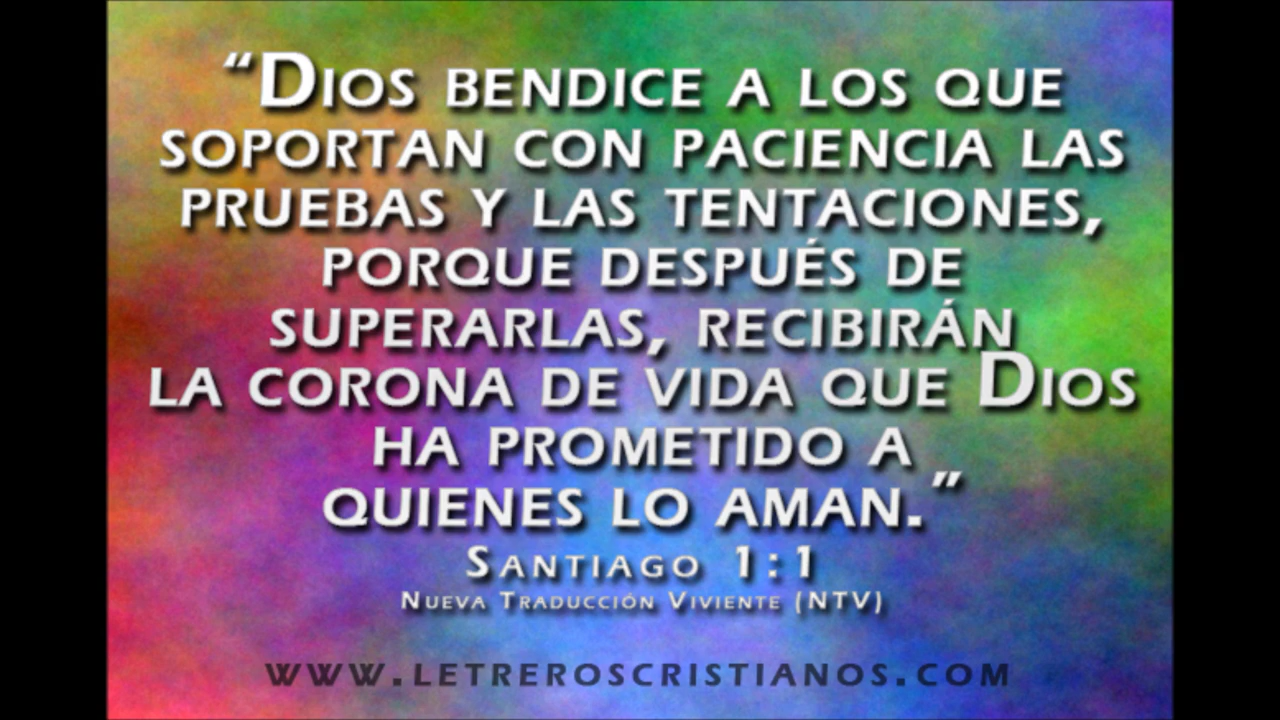 “Dios bendice a los que
soportan con paciencia las
pruebas y las tentaciones,
porque después de
superarlas, recibirán
la corona de vida que Dios
ha prometido a
quienes lo aman.”
Santiago 1:1
Nueva Traducción Viviente (NTV)
www.letreroscristianos.com